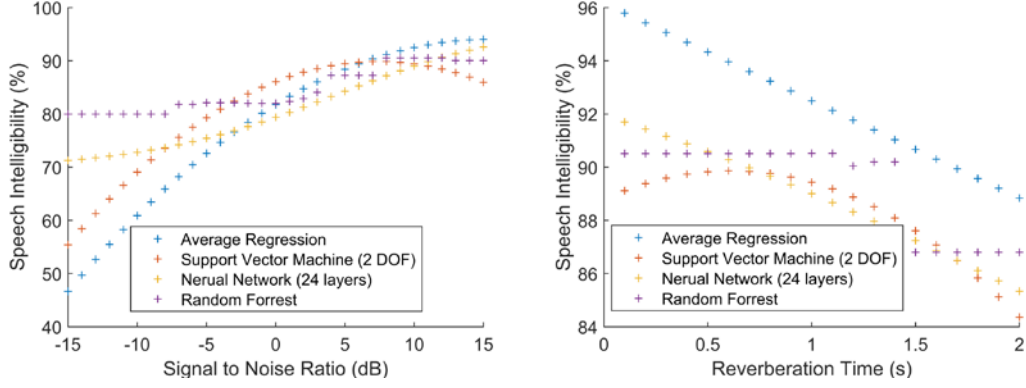 100
90
80
70
60
50
40
Speech Intelligibility (%)
Average Regression
Support Vector Machine (2 DOF)
Nerual Network (24 layers)
Random Forrest
-15
-10
-5
0
5
10
15
Signal to Noise Ratio (dB)
96
94
92
90
88
86
84
Speech Intelligibility (%)
Average Regression
Support Vector Machine (2 DOF)
Nerual Network (24 layers)
Random Forrest
0
0.5
1
1.5
2
Reverberation Time (s)